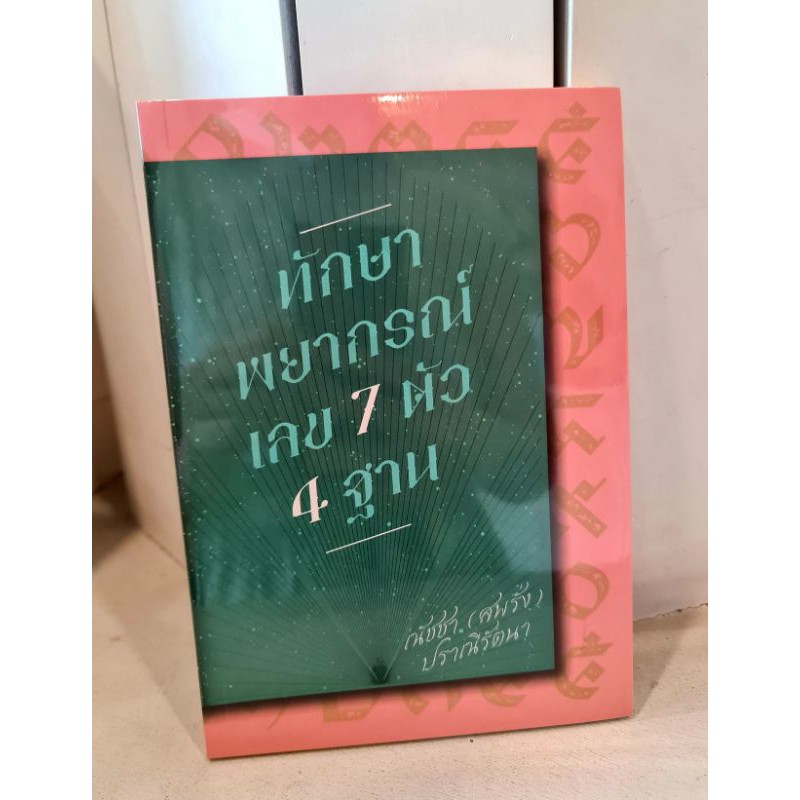 ทักษา
พยากรณ์
เลข 7 ตัว
4 ฐาน
ณัชชา (สพรั่ง)
ปราณีรัตนา